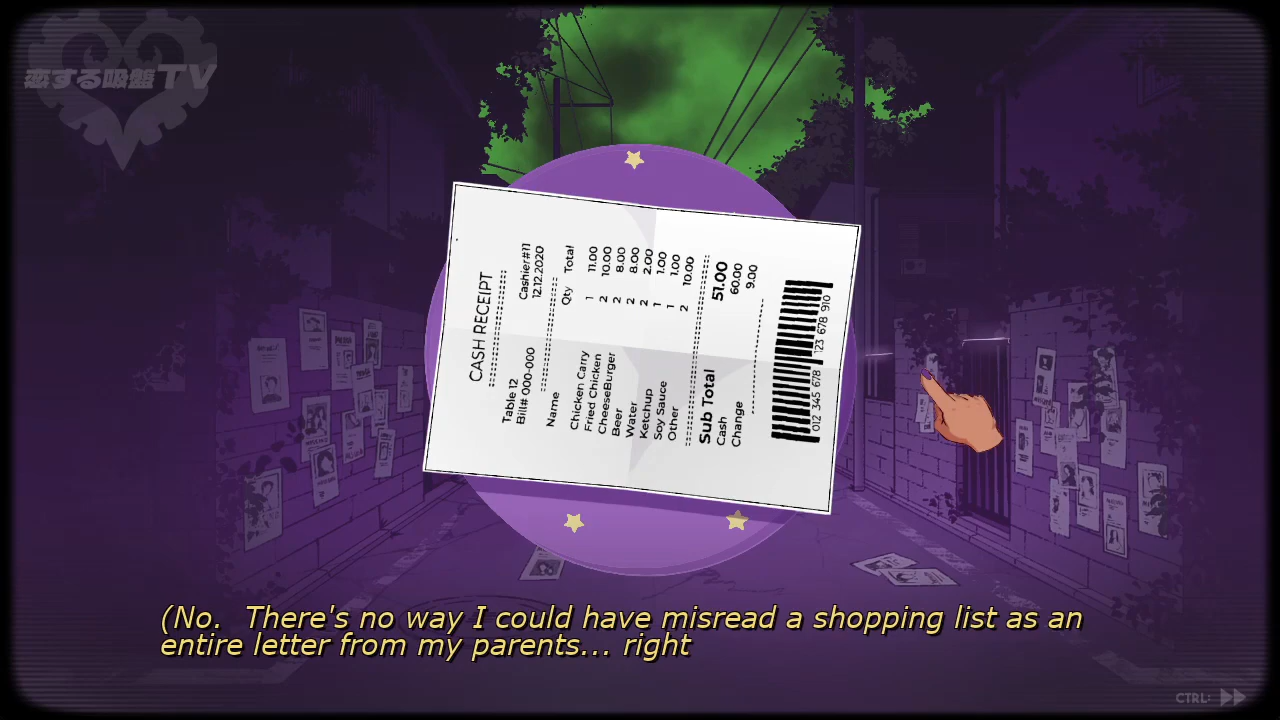 恋する吸盤TV
CASH RECEIPT
Table 12 Cashier#11
Bill# 000-000 12.12.2020
Name Qty Total
Chicken Carry 1 11.00
Fried Chicken 2 10.00
CheeseBurger 2 8.00
Beer 2 8.00
Water 2 2.00
Ketchup 1 1.00
Soy Sauce 1 1.00
Other 2 10.00
Sub Total 51.00
Cash 60.00
Change 9.00
012 345 678 123 678 910
(No. There's no way I could have misread a shopping list as an
entire letter from my parents... right
CTRL: